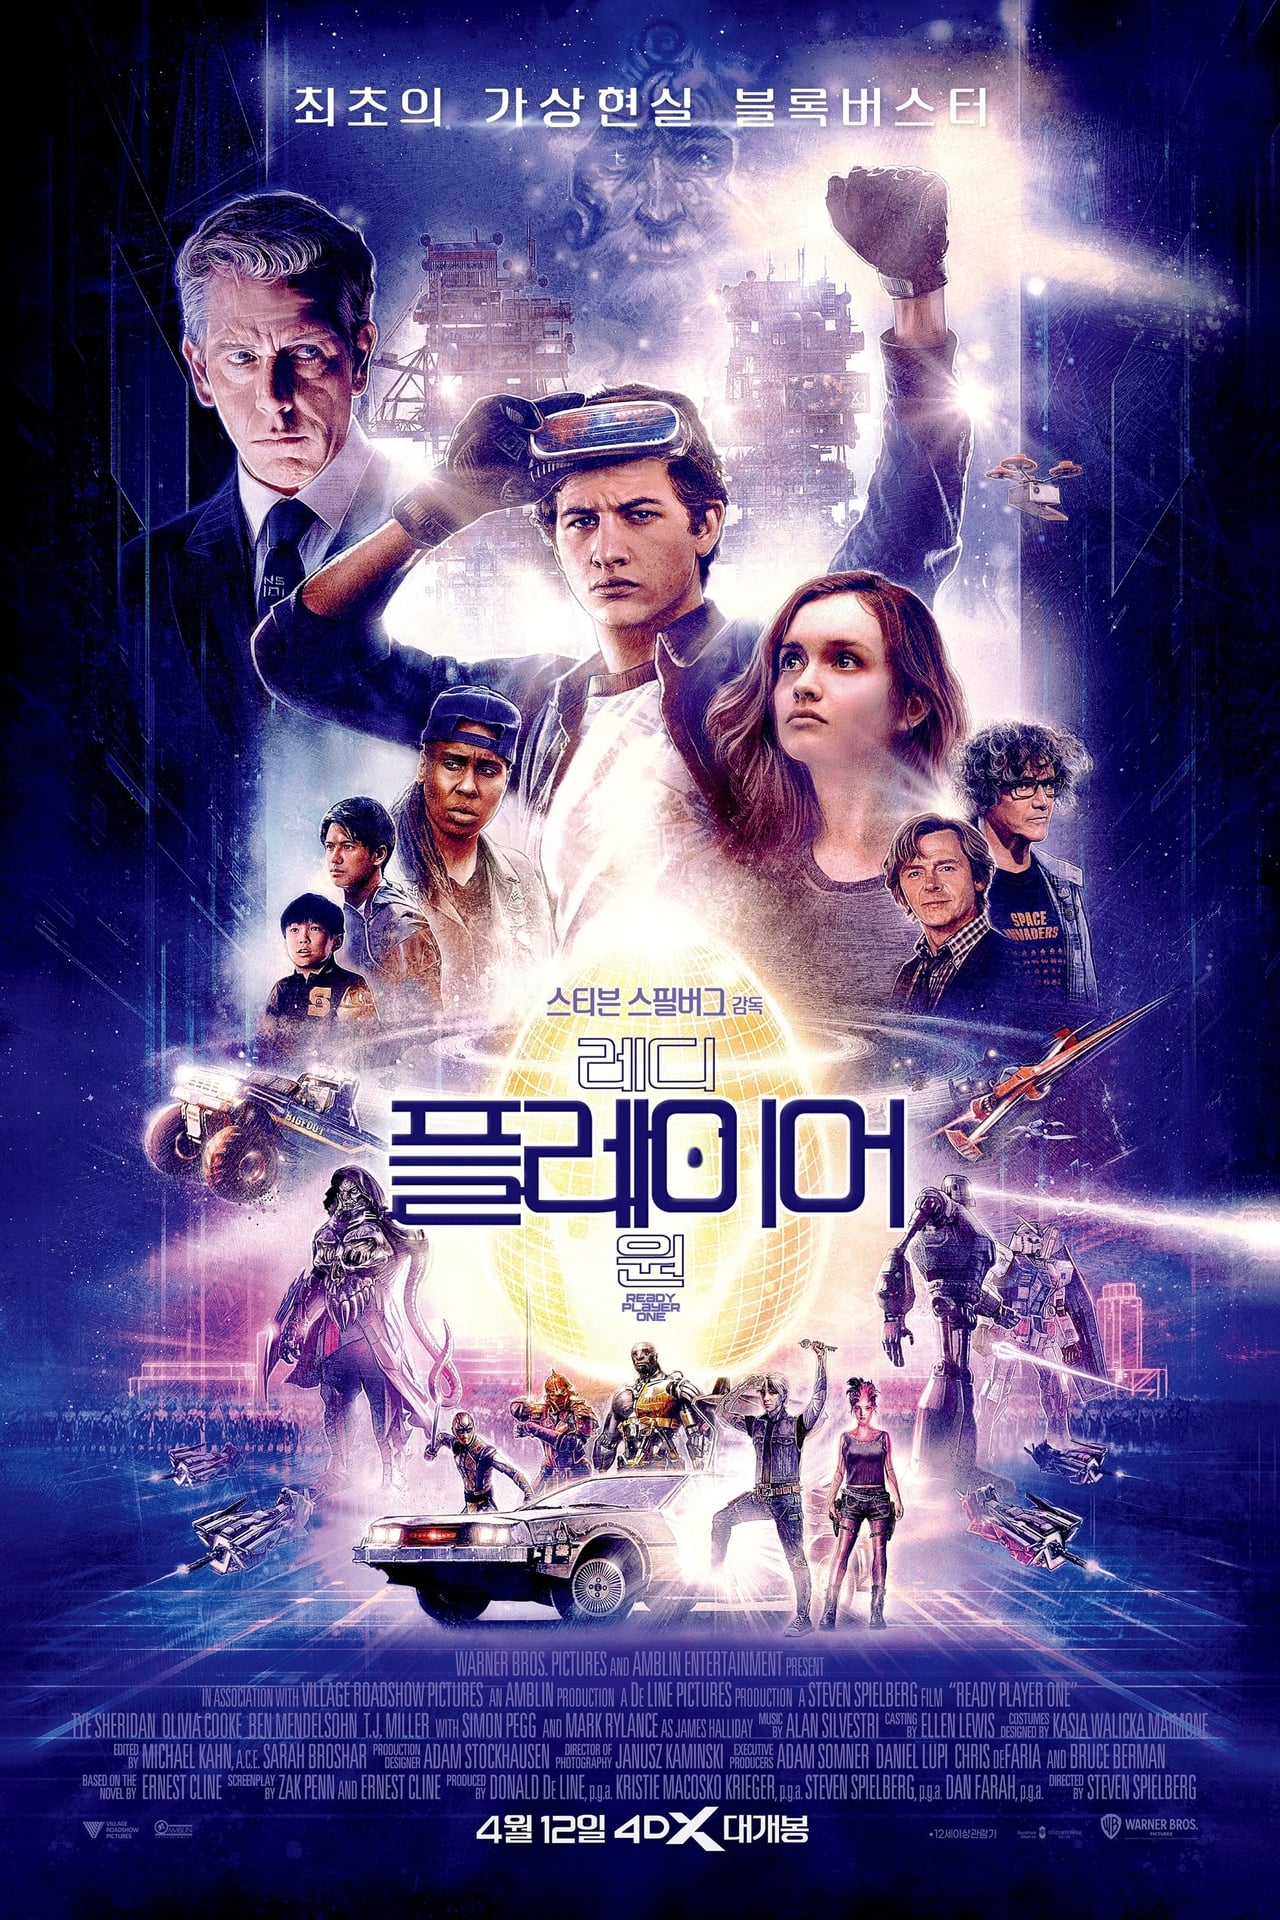 최초의 가상현실 블록버스터
SPACE
INVADERS
스티븐 스필버그 감독
레디
플레이어
원
READY
PLAYER
ONE
BIGFOOT
WARNER BROS. PICTURES AND AMBLIN ENTERTAINMENT PRESENT
IN ASSOCIATION WITH VILLAGE ROADSHOW PICTURES AN AMBLIN PRODUCTION A DE LINE PICTURES PRODUCTION A STEVEN SPIELBERG FILM "READY PLAYER ONE"
TYE SHERIDAN OLIVIA COOKE BEN MENDELSOHN T.J. MILLER WITH SIMON PEGG AND MARK RYLANCE AS JAMES HALLIDAY MUSIC BY ALAN SILVESTRI CASTING BY ELLEN LEWIS COSTUMES DESIGNED BY KASIA WALICKA MAIMONE
EDITED BY MICHAEL KAHN, A.C.E. SARAH BROSHAR PRODUCTION DESIGNER ADAM STOCKHAUSEN DIRECTOR OF PHOTOGRAPHY JANUSZ KAMINSKI EXECUTIVE PRODUCERS ADAM SOMNER DANIEL LUPI CHRIS deFARIA AND BRUCE BERMAN
BASED ON THE NOVEL BY ERNEST CLINE SCREENPLAY BY ZAK PENN AND ERNEST CLINE PRODUCED BY DONALD DE LINE, p.g.a. KRISTIE MACOSKO KRIEGER, p.g.a. STEVEN SPIELBERG, p.g.a. DAN FARAH, p.g.a. DIRECTED BY STEVEN SPIELBERG
4월 12일 4DX 대개봉
VILLAGE ROADSHOW PICTURES
AMBLIN
12세이상관람가
WARNER BROS.
PICTURES